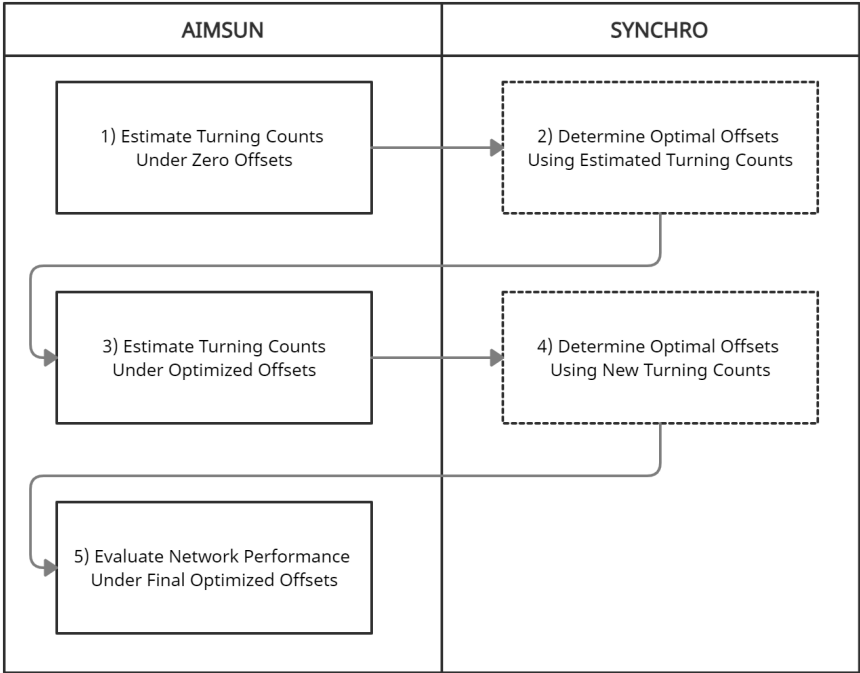 AIMSUN
SYNCHRO
1) Estimate Turning Counts
Under Zero Offsets
2) Determine Optimal Offsets
Using Estimated Turning Counts
3) Estimate Turning Counts
Under Optimized Offsets
4) Determine Optimal Offsets
Using New Turning Counts
5) Evaluate Network Performance
Under Final Optimized Offsets